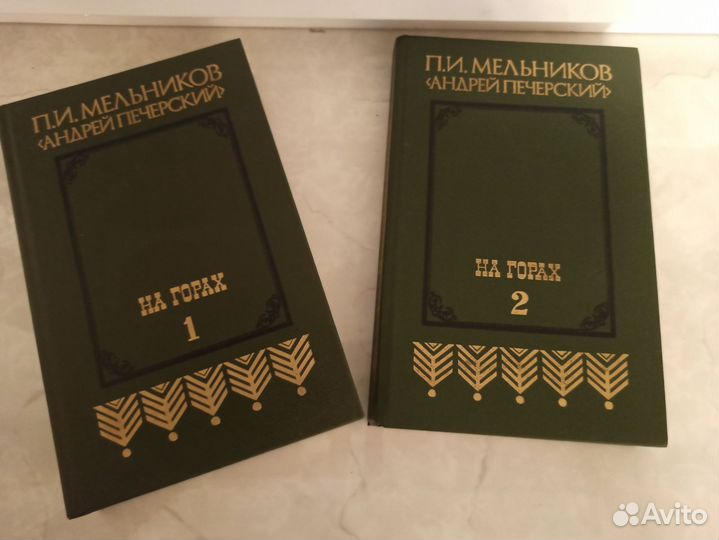 П.И. МЕЛЬНИКОВ
‹АНДРЕЙ ПЕЧЕРСКИЙ›
НА ГОРАХ
1
П.И. МЕЛЬНИКОВ
‹АНДРЕЙ ПЕЧЕРСКИЙ›
НА ГОРАХ
2
Avito